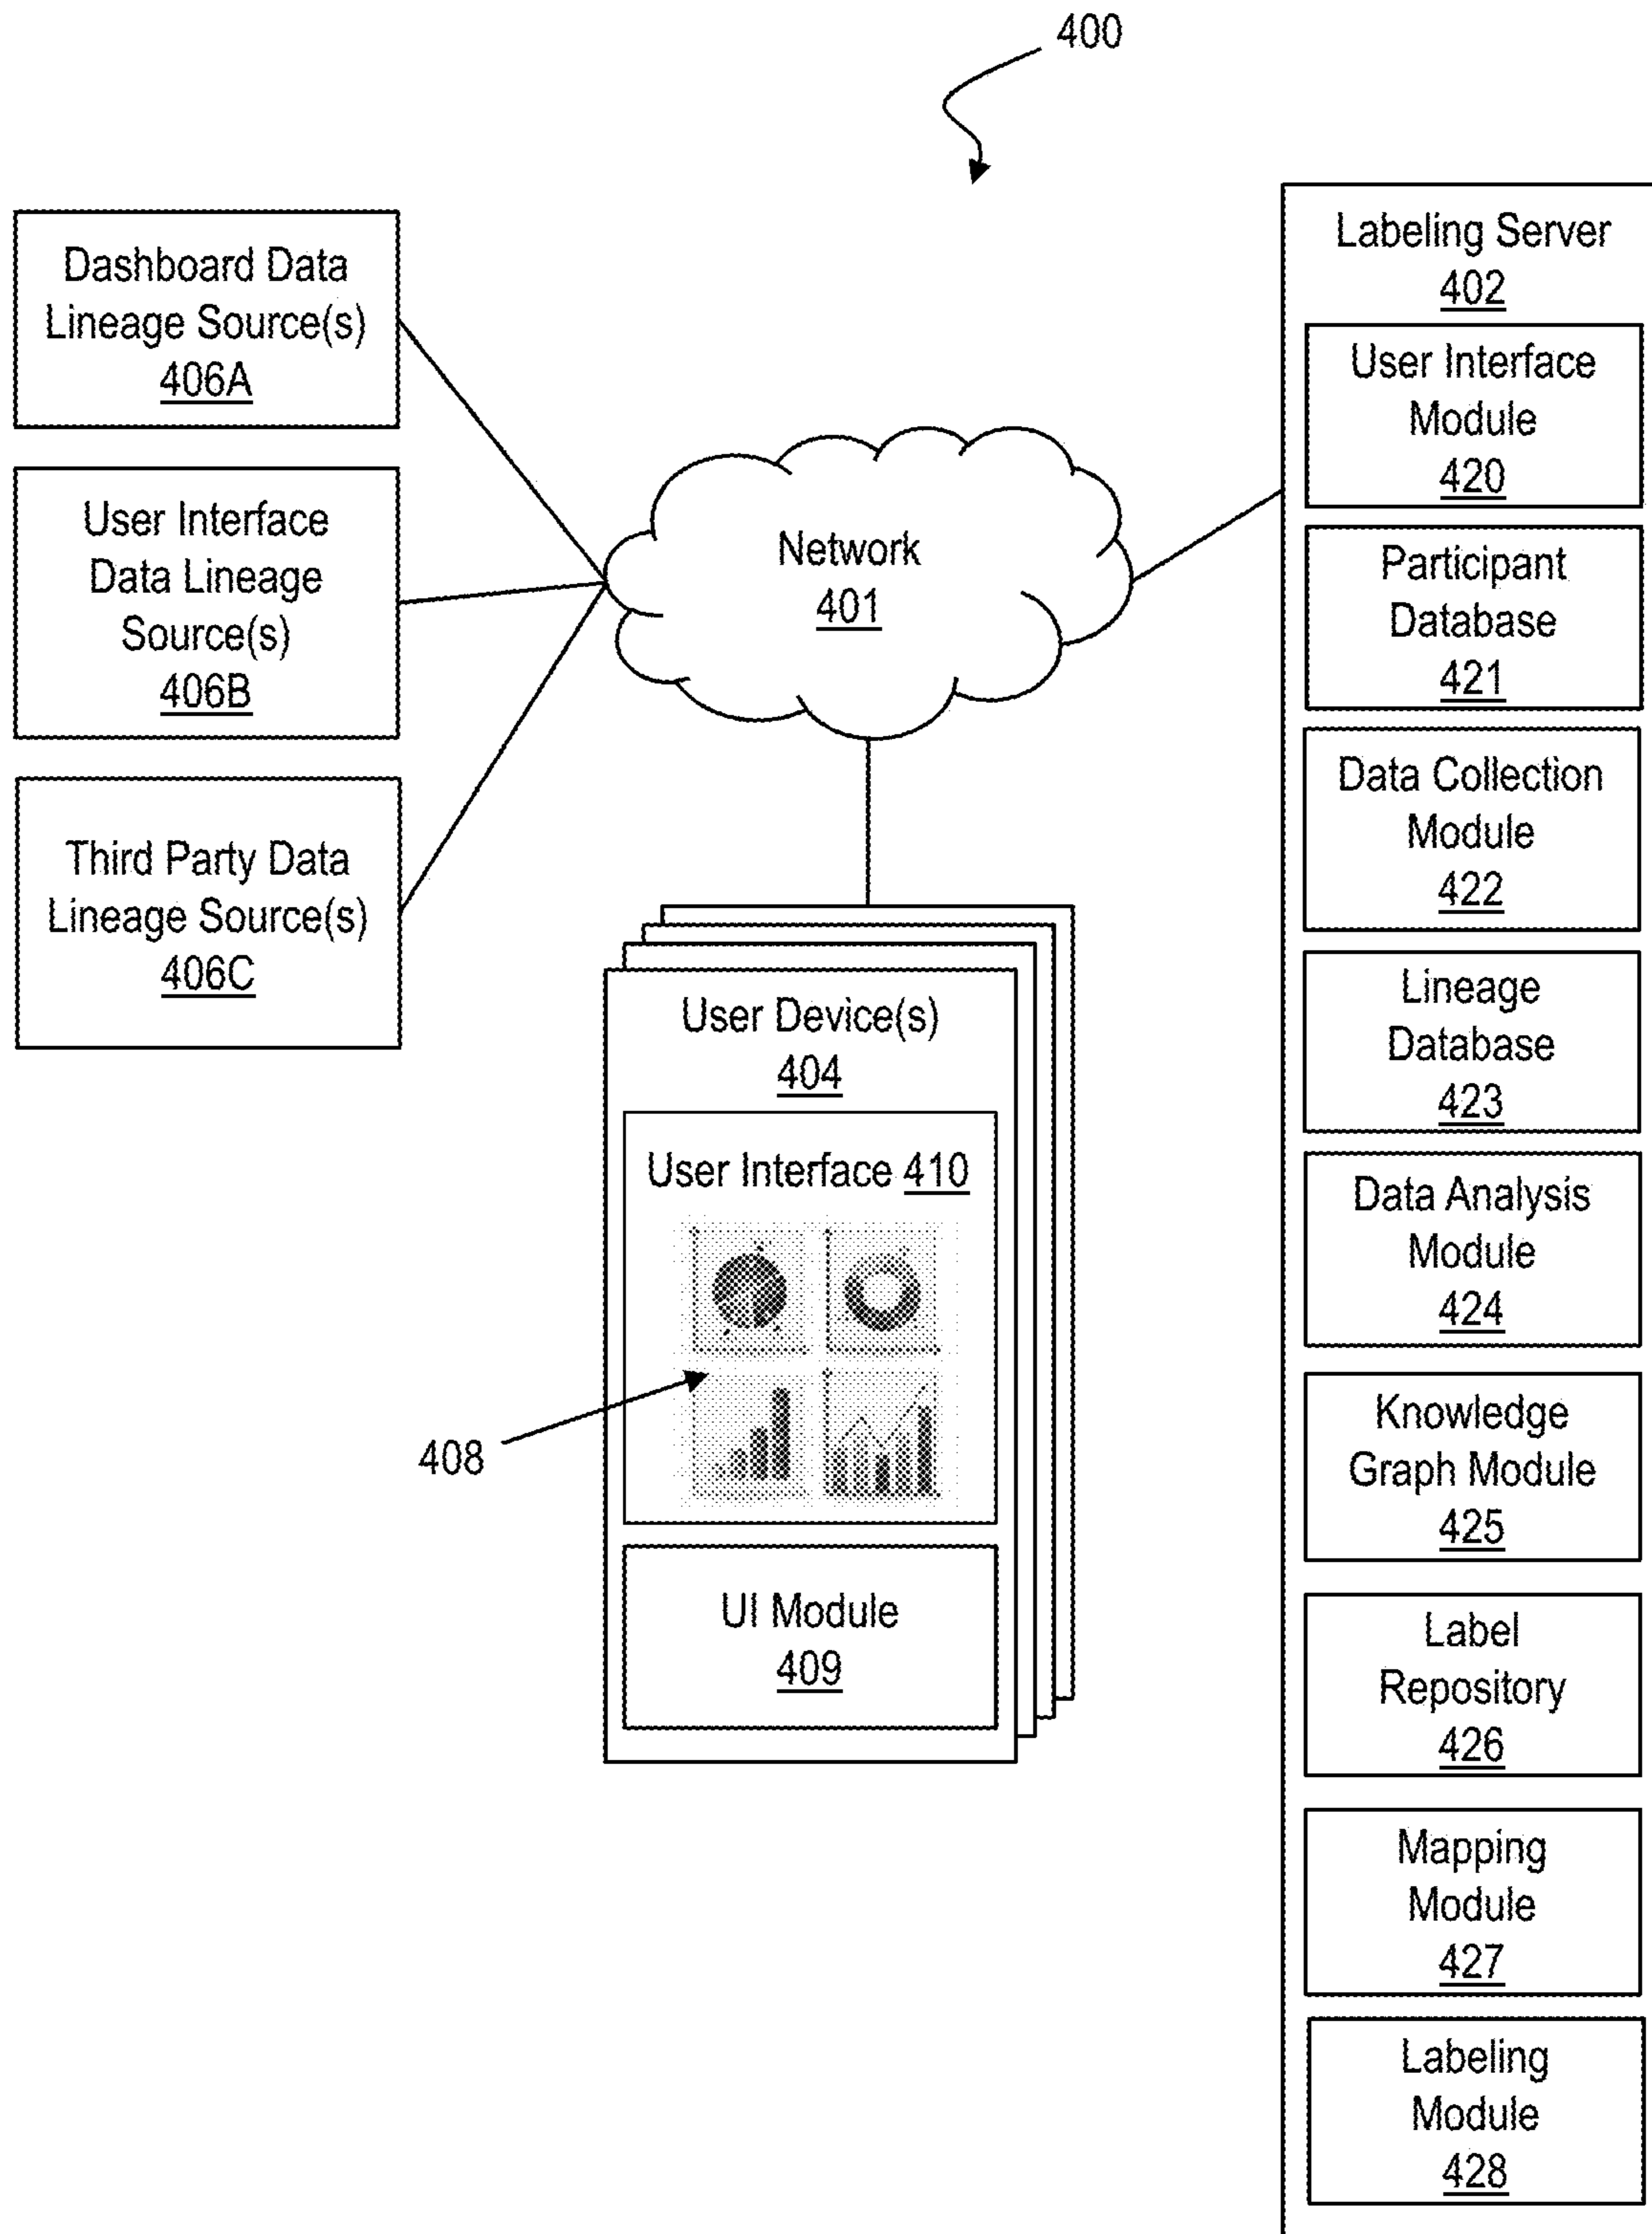 400
Dashboard Data
Lineage Source(s)
406A
User Interface
Data Lineage
Source(s)
406B
Third Party Data
Lineage Source(s)
406C
Network
401
User Device(s)
404
User Interface 410
408
UI Module
409
Labeling Server
402
User Interface
Module
420
Participant
Database
421
Data Collection
Module
422
Lineage
Database
423
Data Analysis
Module
424
Knowledge
Graph Module
425
Label
Repository
426
Mapping
Module
427
Labeling
Module
428